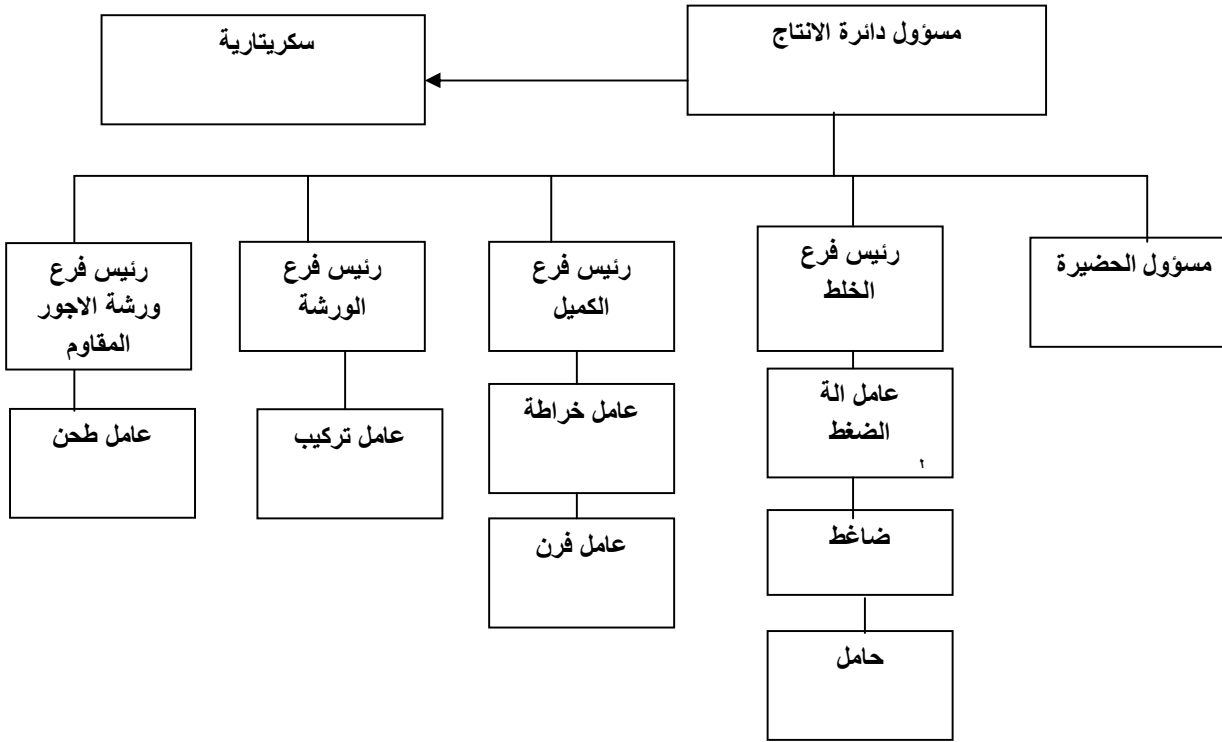 مسؤول دائرة الانتاج
سكريتارية
مسؤول الحضيرة
رئيس فرع
الخلط
رئيس فرع
الكميل
رئيس فرع
الورشة
رئيس فرع
ورشة الاجور
المقاوم
عامل الة
الضغط
عامل خراطة
عامل تركيب
عامل طحن
ضاغط
عامل فرن
حامل